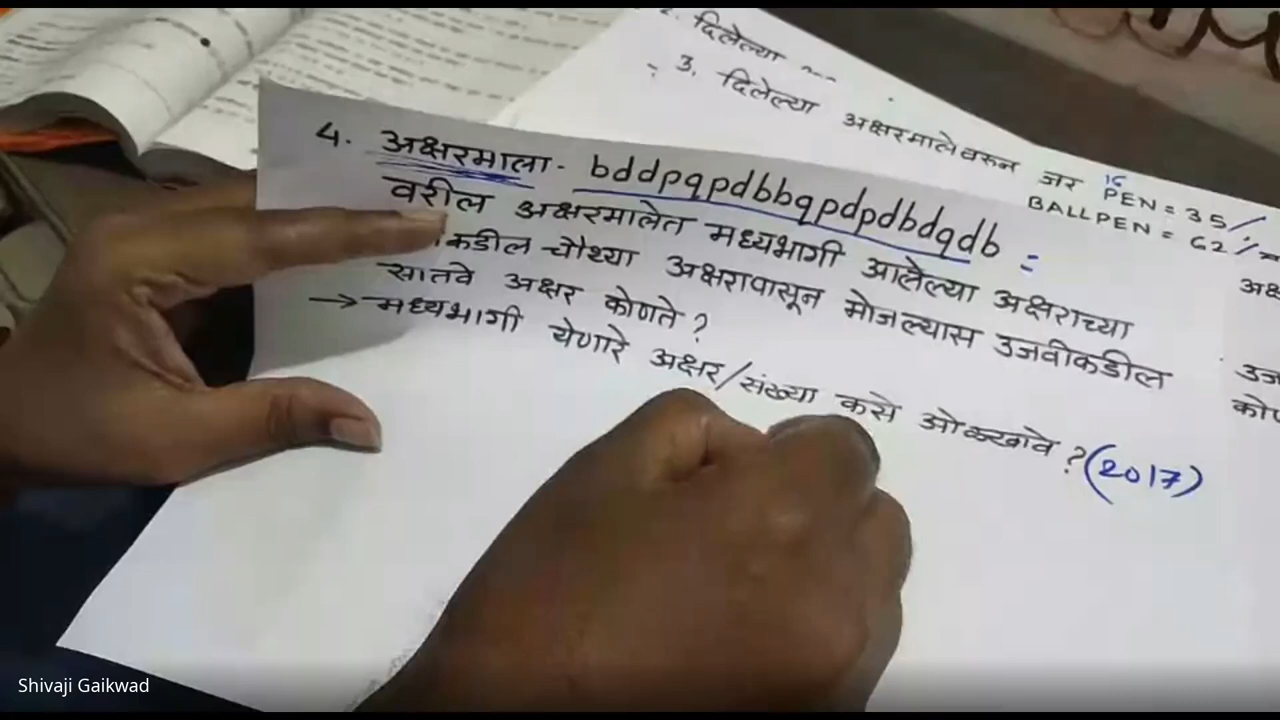 दिलेल्या
3. दिलेल्या अक्षरमालेवरुन जर PEN = 35
16
BALLPEN = 62
4. अक्षरमाला - bddpqpdbbqpdpdbdqdb =
वरील अक्षरमालेत मध्यभागी आलेल्या अक्षराच्या
कडील चौथ्या अक्षरापासून मोजल्यास उजवीकडील
सातवे अक्षर कोणते ?
→ मध्यभागी येणारे अक्षर/संख्या कसे ओळखावे ? (2017)
Shivaji Gaikwad